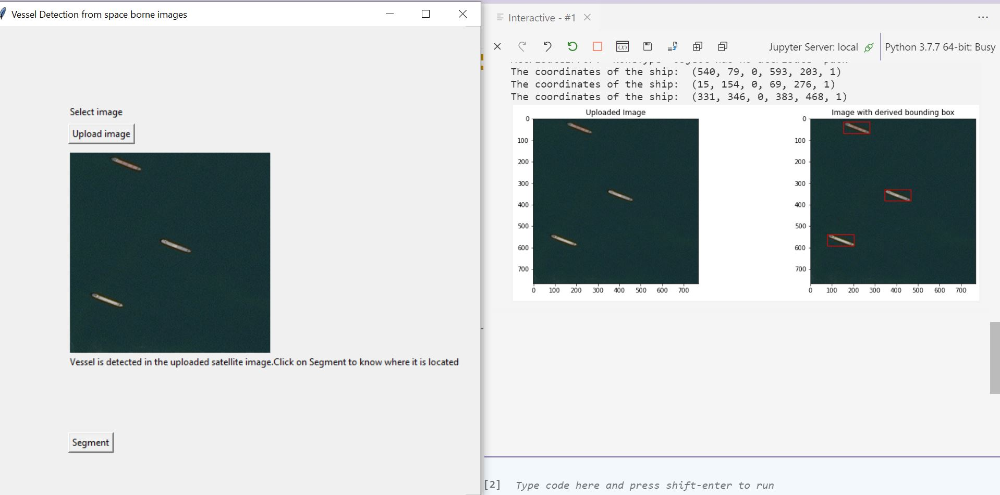 Vessel Detection from space borne images
Select image
Upload image
Vessel is detected in the uploaded satellite image.Click on Segment to know where it is located
Segment
Interactive - #1
Jupyter Server: local
Python 3.7.7 64-bit: Busy
The coordinates of the ship:  (540, 79, 0, 593, 203, 1)
The coordinates of the ship:  (15, 154, 0, 69, 276, 1)
The coordinates of the ship:  (331, 346, 0, 383, 468, 1)
Uploaded Image
0
100
200
300
400
500
600
700
0 100 200 300 400 500 600 700
Image with derived bounding box
0
100
200
300
400
500
600
700
0 100 200 300 400 500 600 700
[2] Type code here and press shift-enter to run